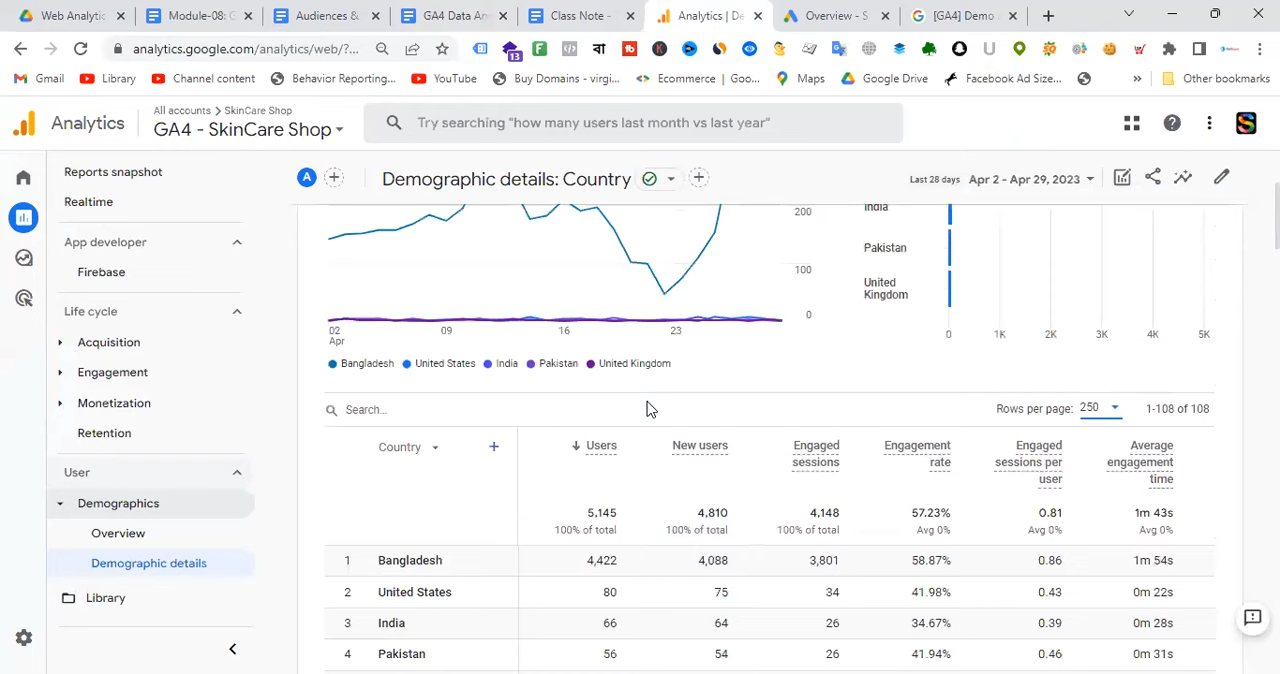 Web Analytic
Module-08: G
Audiences &
GA4 Data An
Class Note -
Analytics | De
Overview - S
[GA4] Demo
analytics.google.com/analytics/web/?...
13
বা
Gmail
Library
Channel content
Behavior Reporting...
YouTube
Buy Domains - virgi...
Ecommerce | Goo...
Maps
Google Drive
Facebook Ad Size...
»
Other bookmarks
Analytics
All accounts > SkinCare Shop
GA4 - SkinCare Shop
Try searching "how many users last month vs last year"
Reports snapshot
Realtime
App developer
Firebase
Life cycle
Acquisition
Engagement
Monetization
Retention
User
Demographics
Overview
Demographic details
Library
A
Demographic details: Country
Last 28 days Apr 2 - Apr 29, 2023
200
100
0
02 09 16 23
Apr
Bangladesh United States India Pakistan United Kingdom
India
Pakistan
United
Kingdom
0 1K 2K 3K 4K 5K
Search...
Rows per page: 250 1-108 of 108
Country + ↓ Users New users Engaged sessions Engagement rate Engaged sessions per user Average engagement time
5,145 4,810 4,148 57.23% 0.81 1m 43s
100% of total 100% of total 100% of total Avg 0% Avg 0% Avg 0%
1 Bangladesh 4,422 4,088 3,801 58.87% 0.86 1m 54s
2 United States 80 75 34 41.98% 0.43 0m 22s
3 India 66 64 26 34.67% 0.39 0m 28s
4 Pakistan 56 54 26 41.94% 0.46 0m 31s